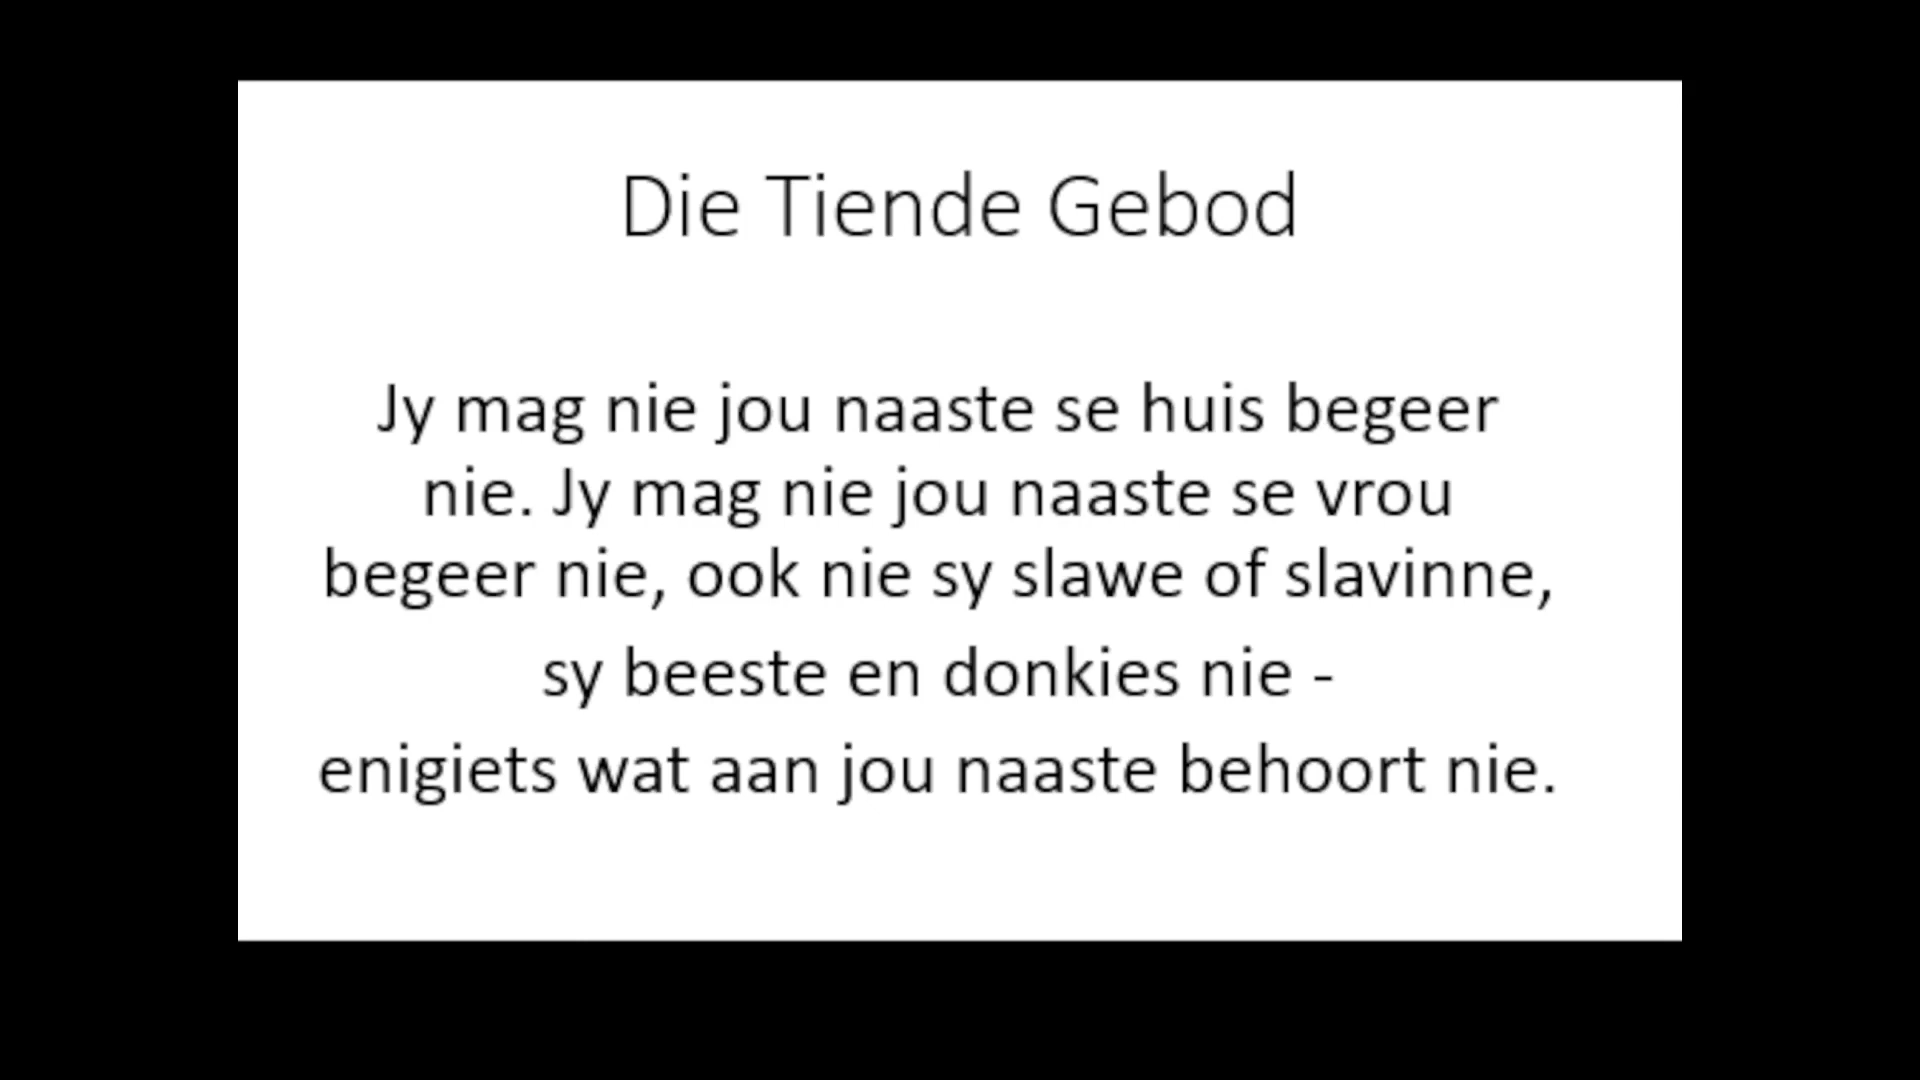 Die Tiende Gebod
Jy mag nie jou naaste se huis begeer
nie. Jy mag nie jou naaste se vrou
begeer nie, ook nie sy slawe of slavinne,
sy beeste en donkies nie -
enigiets wat aan jou naaste behoort nie.